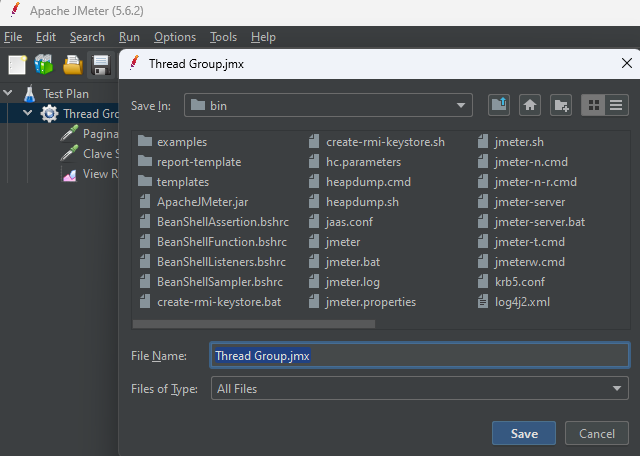 Apache JMeter (5.6.2)
File Edit Search Run Options Tools Help
Thread Group.jmx
Test Plan
Thread Gro
Pagina
Clave S
View R
Save In: bin
examples
report-template
templates
ApacheJMeter.jar
BeanShellAssertion.bshrc
BeanShellFunction.bshrc
BeanShellListeners.bshrc
BeanShellSampler.bshrc
create-rmi-keystore.bat
create-rmi-keystore.sh
hc.parameters
heapdump.cmd
heapdump.sh
jaas.conf
jmeter
jmeter.bat
jmeter.log
jmeter.properties
jmeter.sh
jmeter-n.cmd
jmeter-n-r.cmd
jmeter-server
jmeter-server.bat
jmeter-t.cmd
jmeterw.cmd
krb5.conf
log4j2.xml
File Name: Thread Group.jmx
Files of Type: All Files
Save Cancel